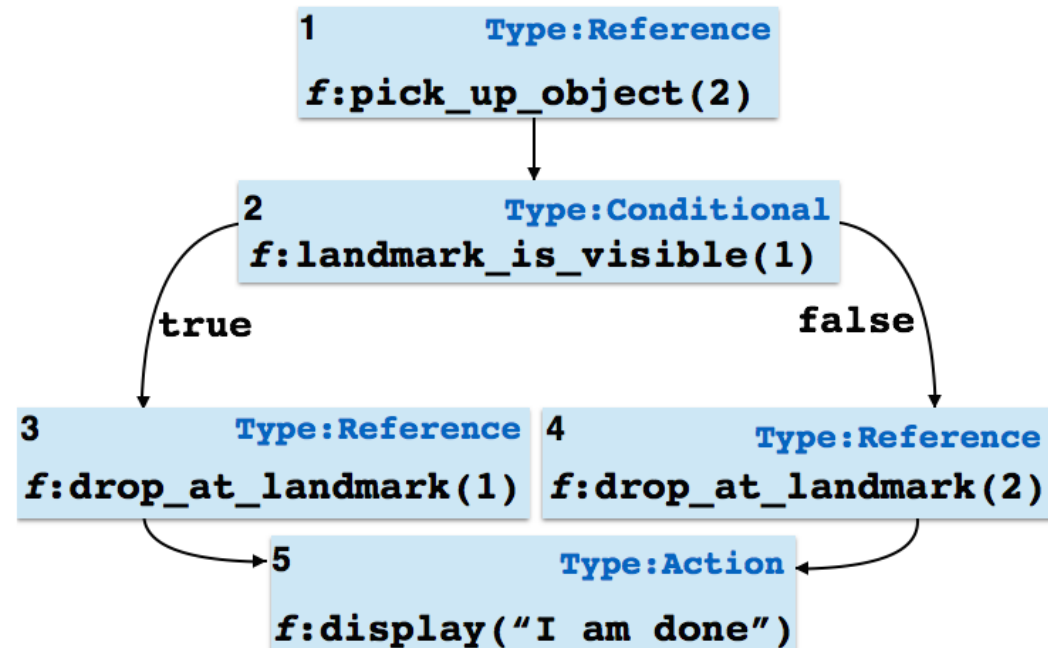 1 Type:Reference
f:pick_up_object(2)
2 Type:Conditional
f:landmark_is_visible(1)
true
false
3 Type:Reference
f:drop_at_landmark(1)
4 Type:Reference
f:drop_at_landmark(2)
5 Type:Action
f:display(“I am done”)